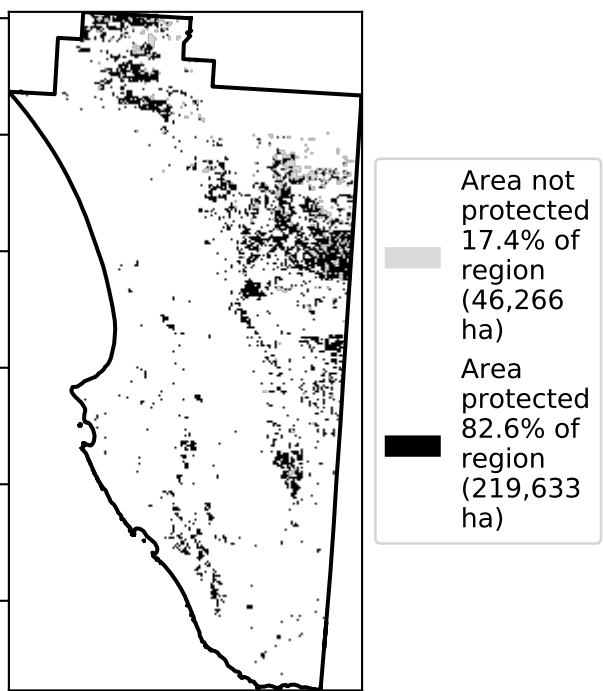 Area not
protected
17.4% of
region
(46,266
ha)
Area
protected
82.6% of
region
(219,633
ha)